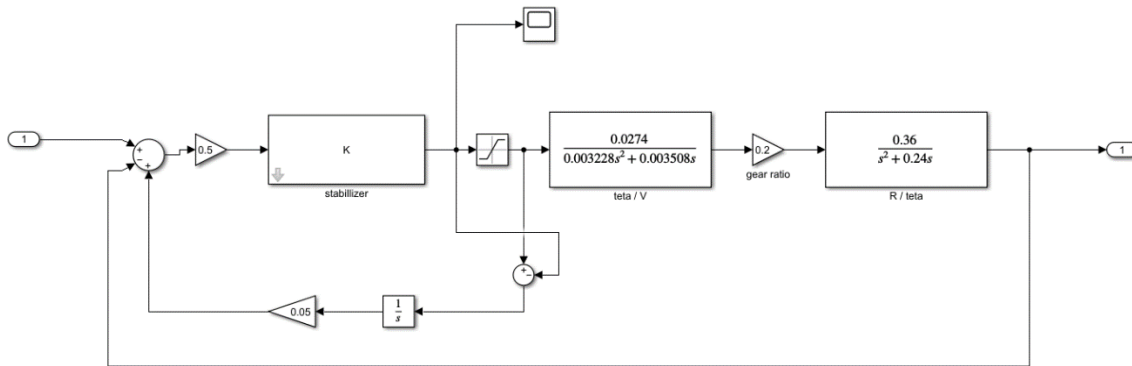 1
+
−
+
0.5
K
stabillizer
0.0274
0.003228s² + 0.003508s
teta / V
0.2
gear ratio
0.36
s² + 0.24s
R / teta
1
+
−
1
s
0.05